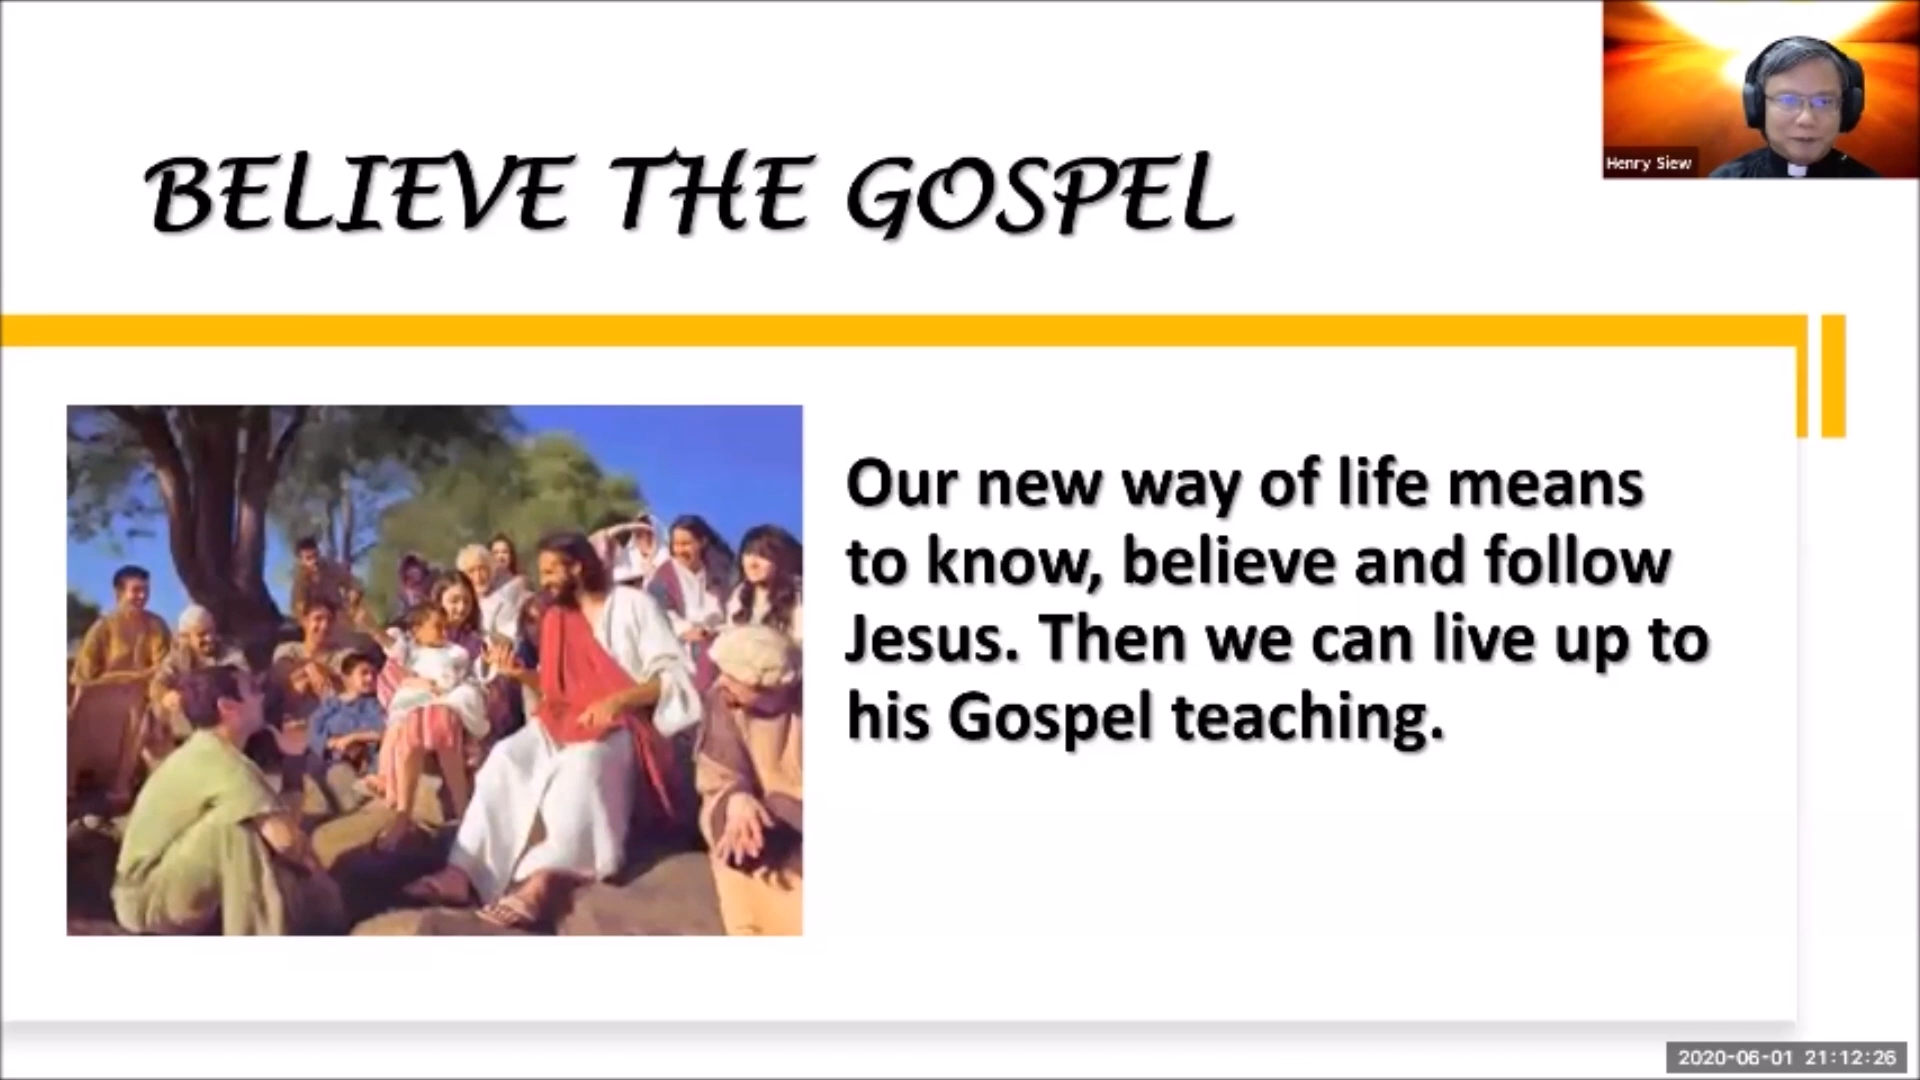 Henry Siew
BELIEVE THE GOSPEL
Our new way of life means
to know, believe and follow
Jesus. Then we can live up to
his Gospel teaching.
2020-06-01 21:12:26